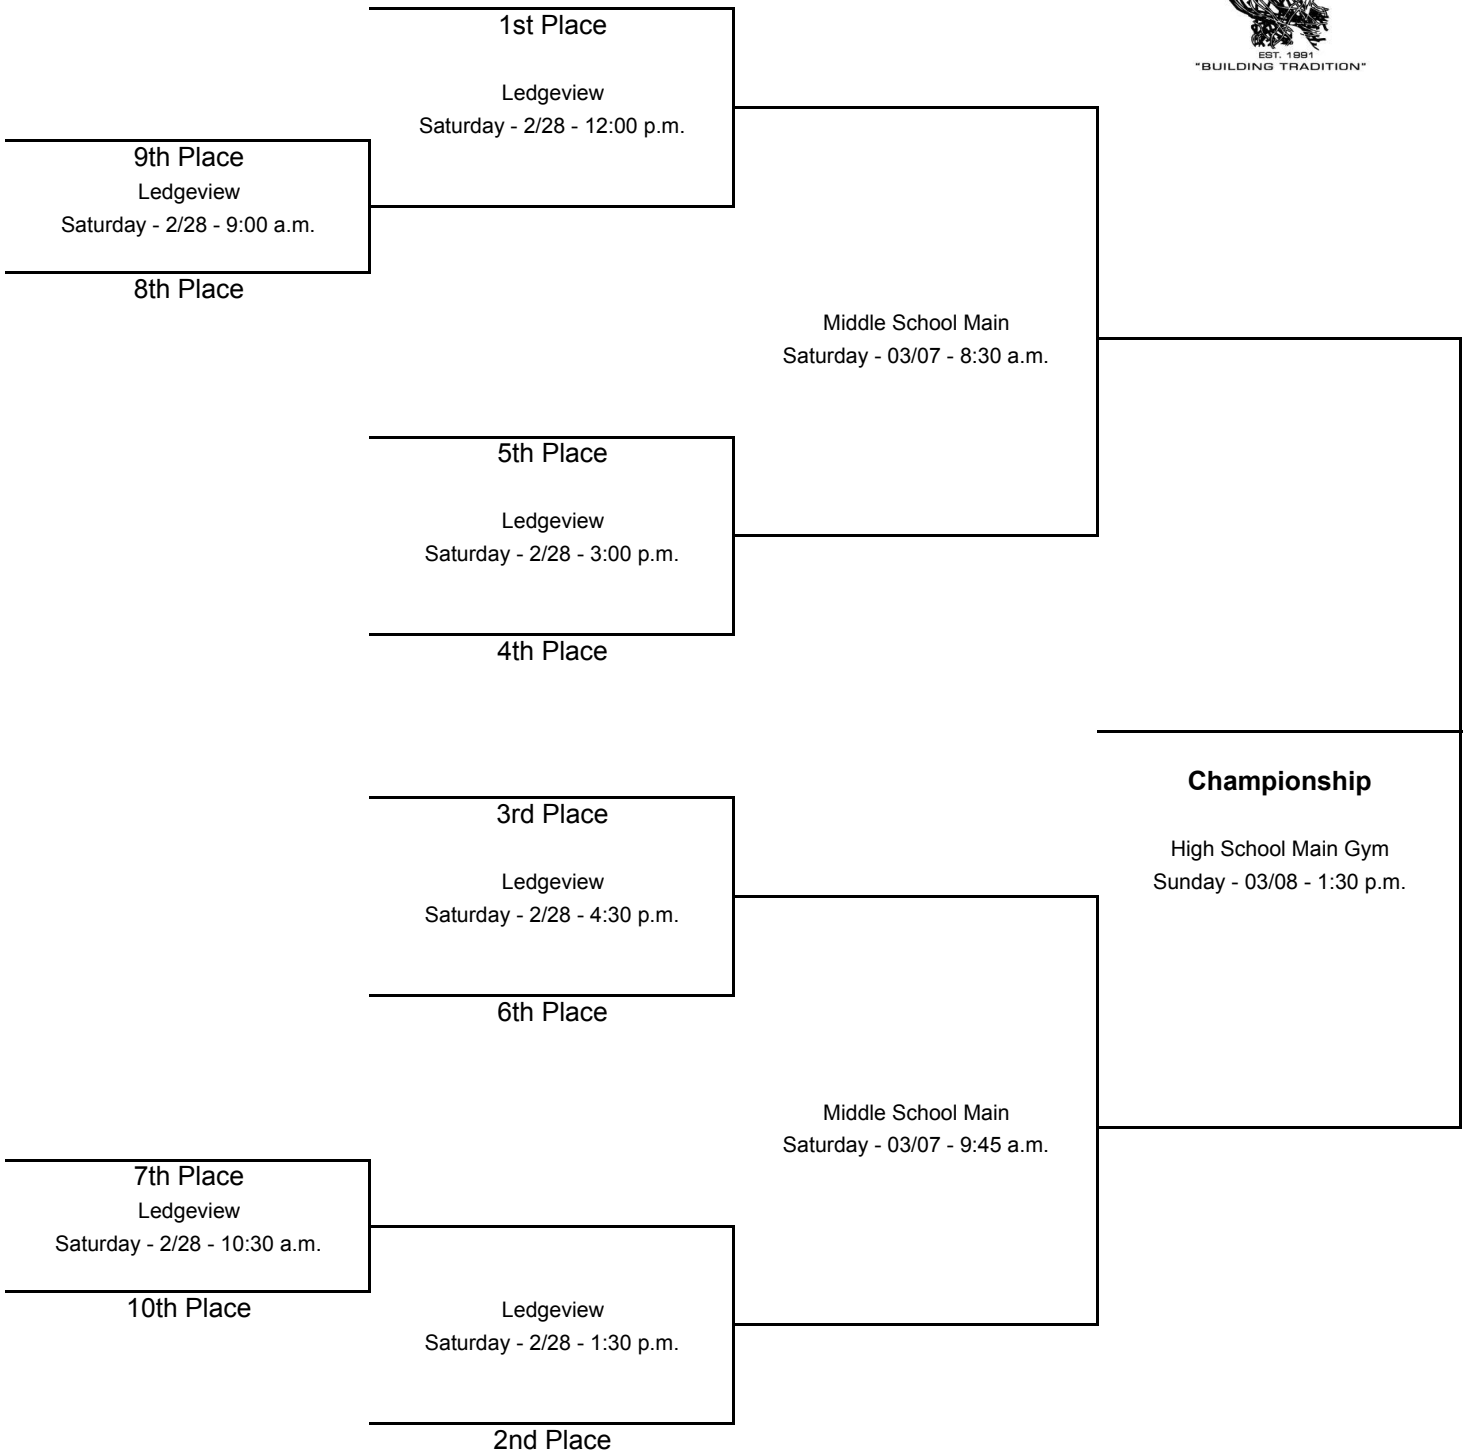 EST. 1991
"BUILDING TRADITION"
1st Place
Ledgeview
Saturday - 2/28 - 12:00 p.m.
9th Place
Ledgeview
Saturday - 2/28 - 9:00 a.m.
8th Place
Middle School Main
Saturday - 03/07 - 8:30 a.m.
5th Place
Ledgeview
Saturday - 2/28 - 3:00 p.m.
4th Place
Championship
High School Main Gym
Sunday - 03/08 - 1:30 p.m.
3rd Place
Ledgeview
Saturday - 2/28 - 4:30 p.m.
6th Place
Middle School Main
Saturday - 03/07 - 9:45 a.m.
7th Place
Ledgeview
Saturday - 2/28 - 10:30 a.m.
10th Place
Ledgeview
Saturday - 2/28 - 1:30 p.m.
2nd Place